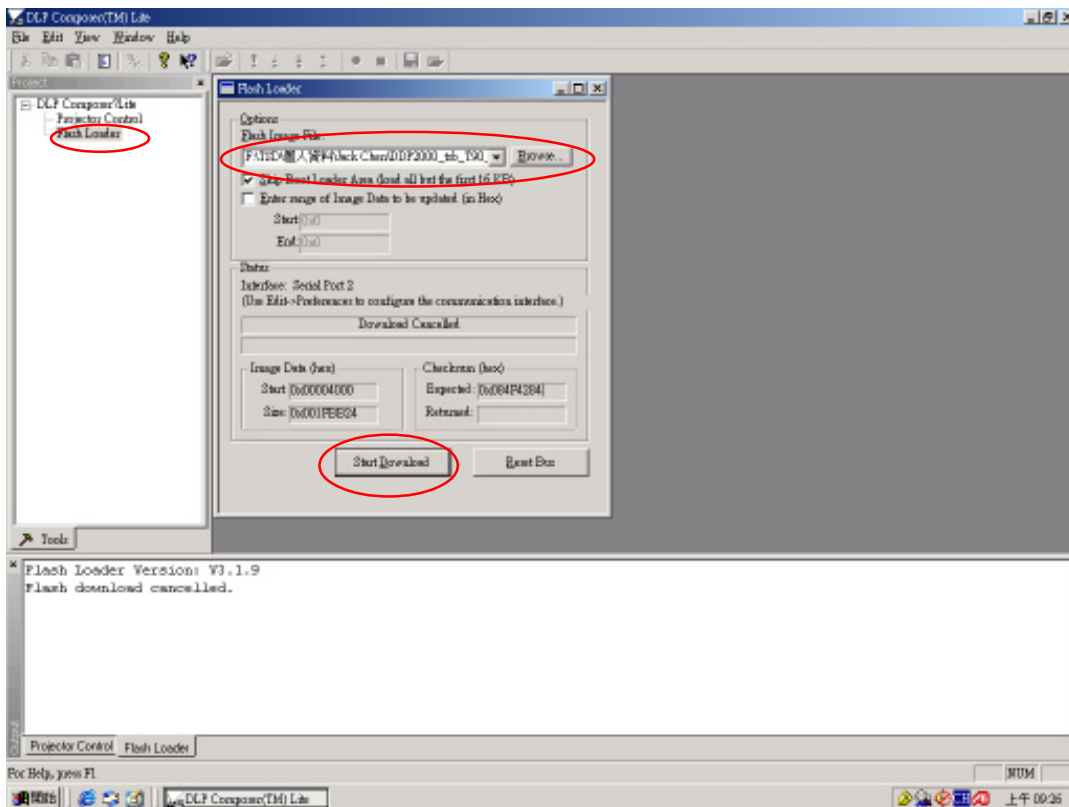 DLP Composer(TM) Lite
File Edit View Window Help
Project
DLP Composer?Lite
Projector Control
Flash Loader
Tools
Flash Loader
Options
Flash Image File:
Browse...
Skip Boot Loader Area (load all but the first 16 KB)
Enter range of Image Data to be updated (in Hex)
Start: 0x0
End: 0x0
Status
Interface: Serial Port 2
(Use Edit->Preferences to configure the communication interface.)
Download Cancelled
Image Data (hex)
Start: 0x00004000
Size:
Checksum (hex)
Expected: 0x084F4284
Returned:
Start Download
Reset Bus
Flash Loader Version: V3.1.9
Flash download cancelled.
Output
Projector Control Flash Loader
For Help, press F1
NUM
開始
DLP Composer(TM) Lite
上午 09:26